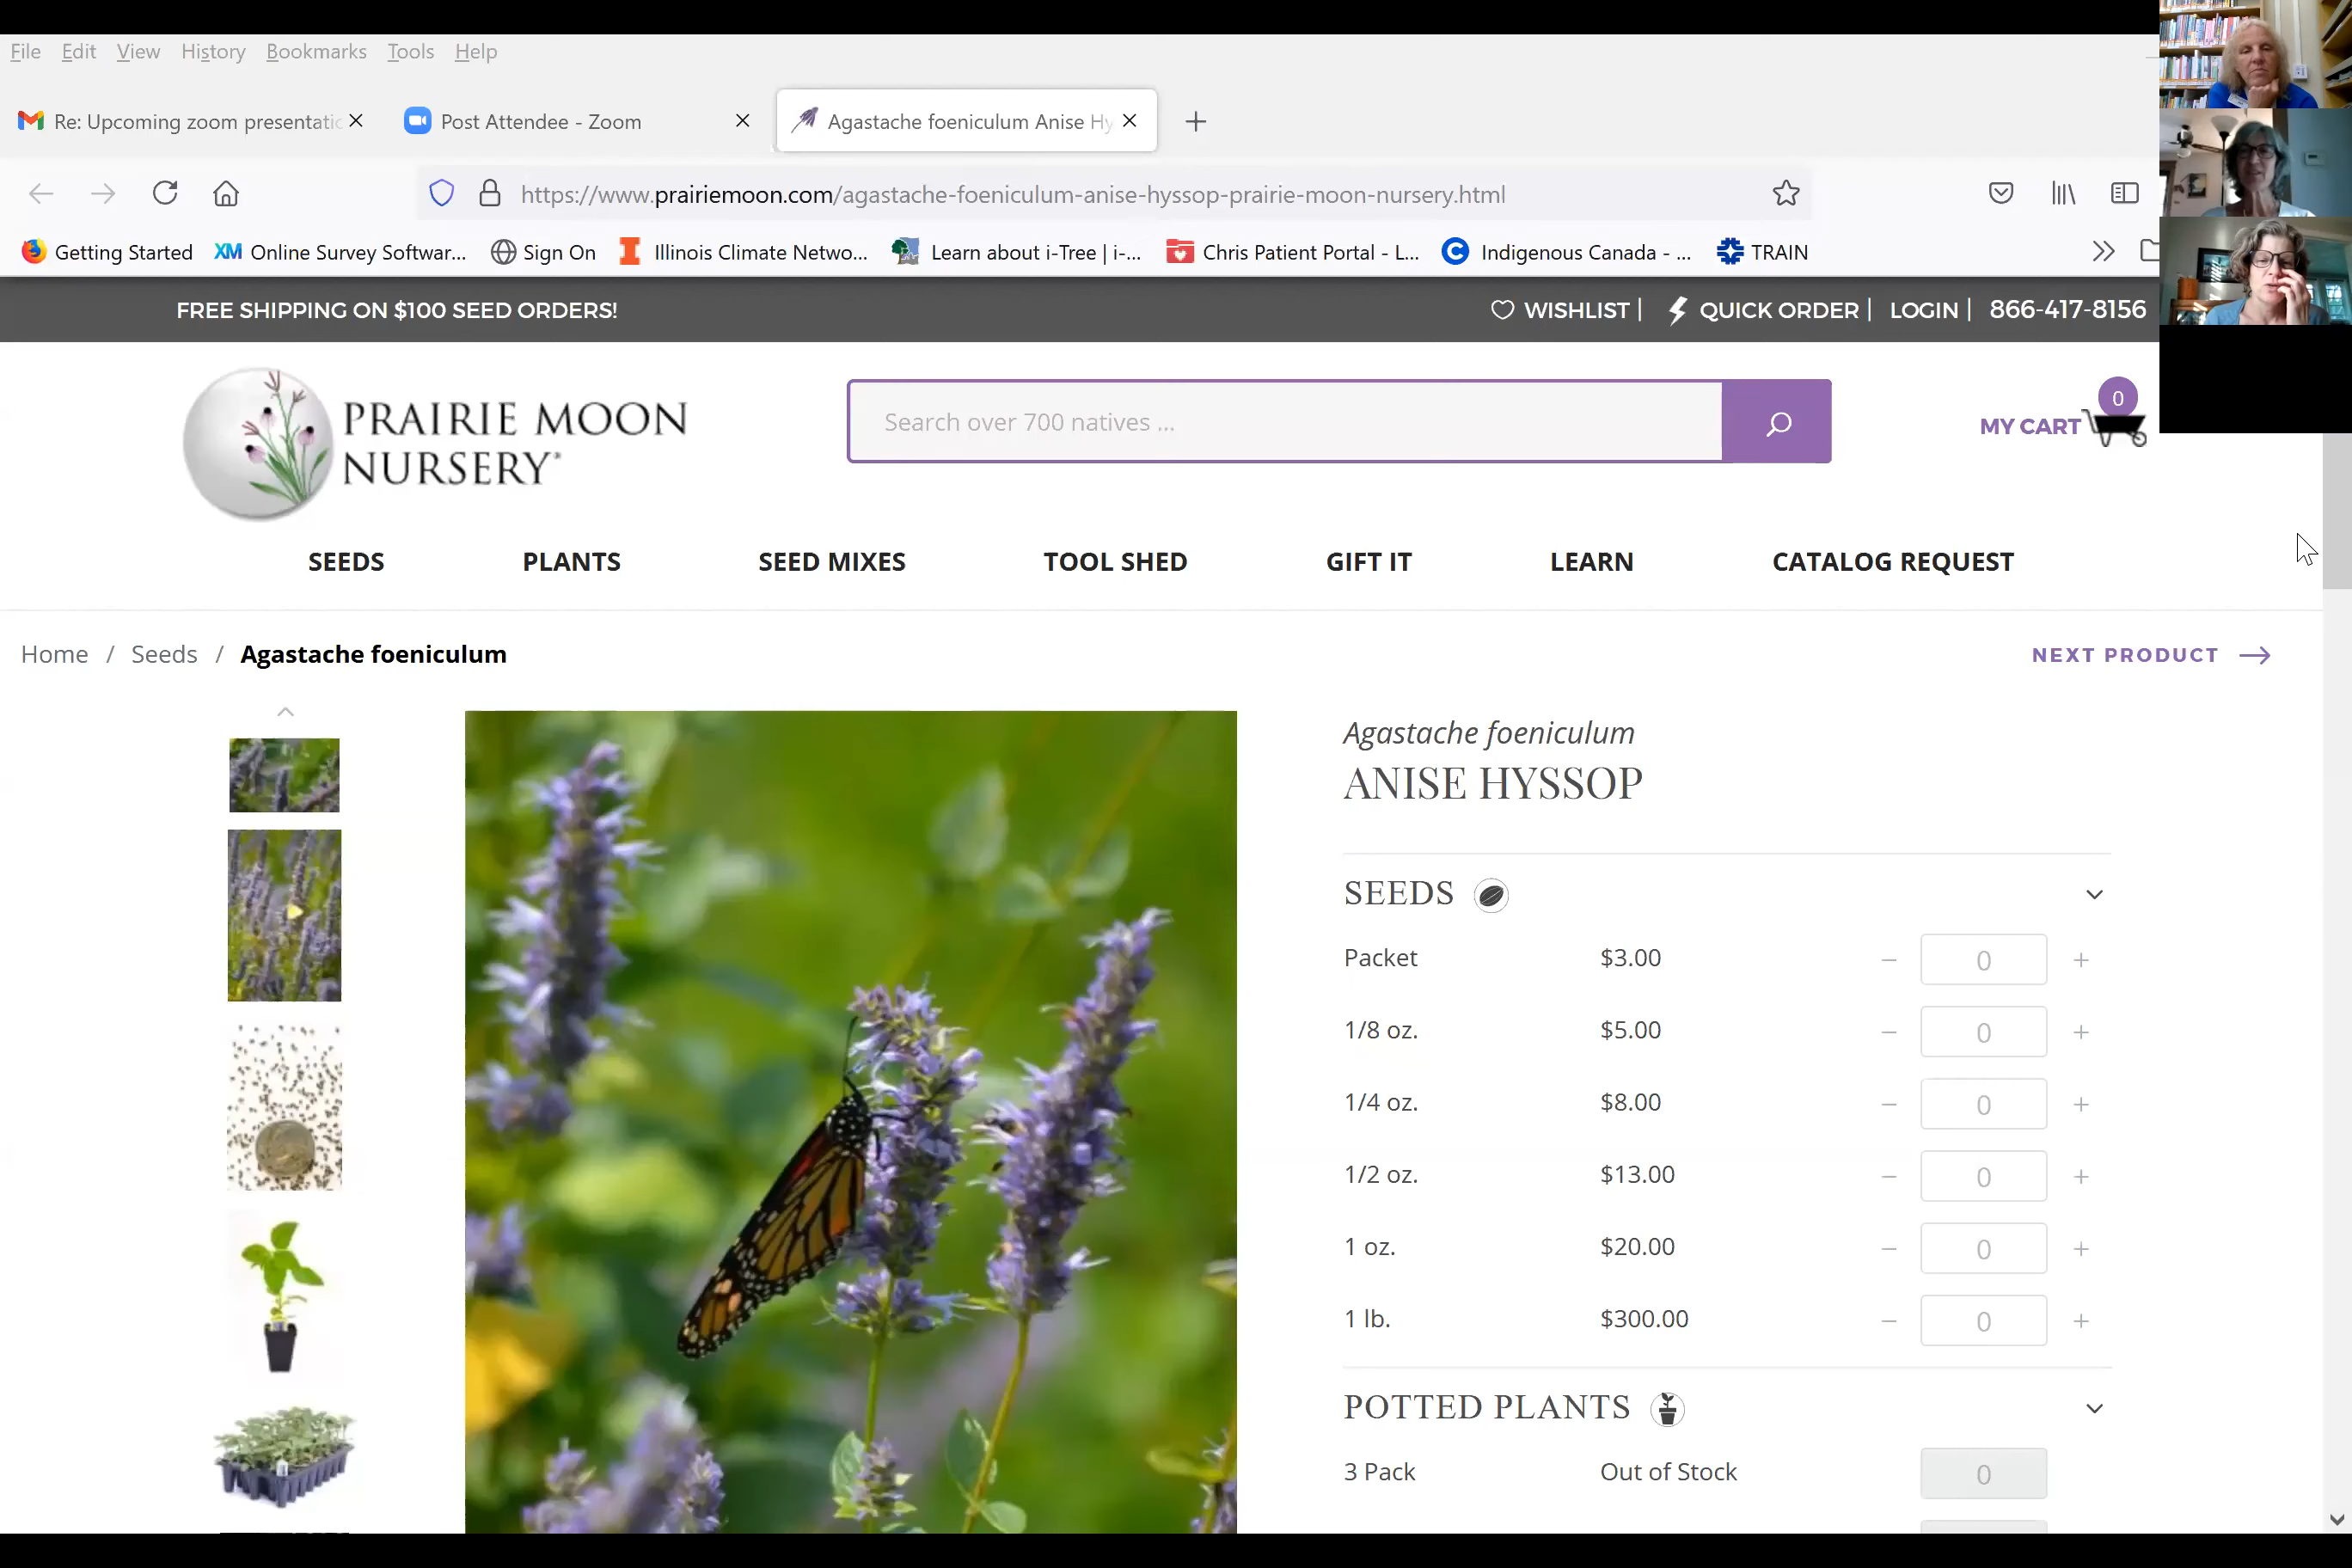 File Edit View History Bookmarks Tools Help
Re: Upcoming zoom presentatic
Post Attendee - Zoom
Agastache foeniculum Anise Hy
https://www.prairiemoon.com/agastache-foeniculum-anise-hyssop-prairie-moon-nursery.html
Getting Started XM Online Survey Softwar... Sign On Illinois Climate Netwo... Learn about i-Tree | i-... Chris Patient Portal - L... Indigenous Canada - ... TRAIN
FREE SHIPPING ON $100 SEED ORDERS!
WISHLIST | QUICK ORDER | LOGIN | 866-417-8156
PRAIRIE MOON
NURSERY®
Search over 700 natives ...
MY CART 0
SEEDS PLANTS SEED MIXES TOOL SHED GIFT IT LEARN CATALOG REQUEST
Home / Seeds / Agastache foeniculum
NEXT PRODUCT
Agastache foeniculum
ANISE HYSSOP
SEEDS
Packet $3.00 0
1/8 oz. $5.00 0
1/4 oz. $8.00 0
1/2 oz. $13.00 0
1 oz. $20.00 0
1 lb. $300.00 0
POTTED PLANTS
3 Pack Out of Stock 0